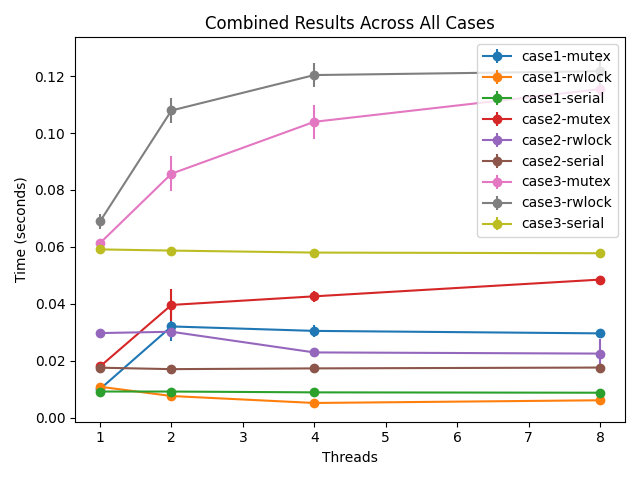 Combined Results Across All Cases
Time (seconds)
0.12
0.10
0.08
0.06
0.04
0.02
0.00
case1-mutex
case1-rwlock
case1-serial
case2-mutex
case2-rwlock
case2-serial
case3-mutex
case3-rwlock
case3-serial
1 2 3 4 5 6 7 8
Threads